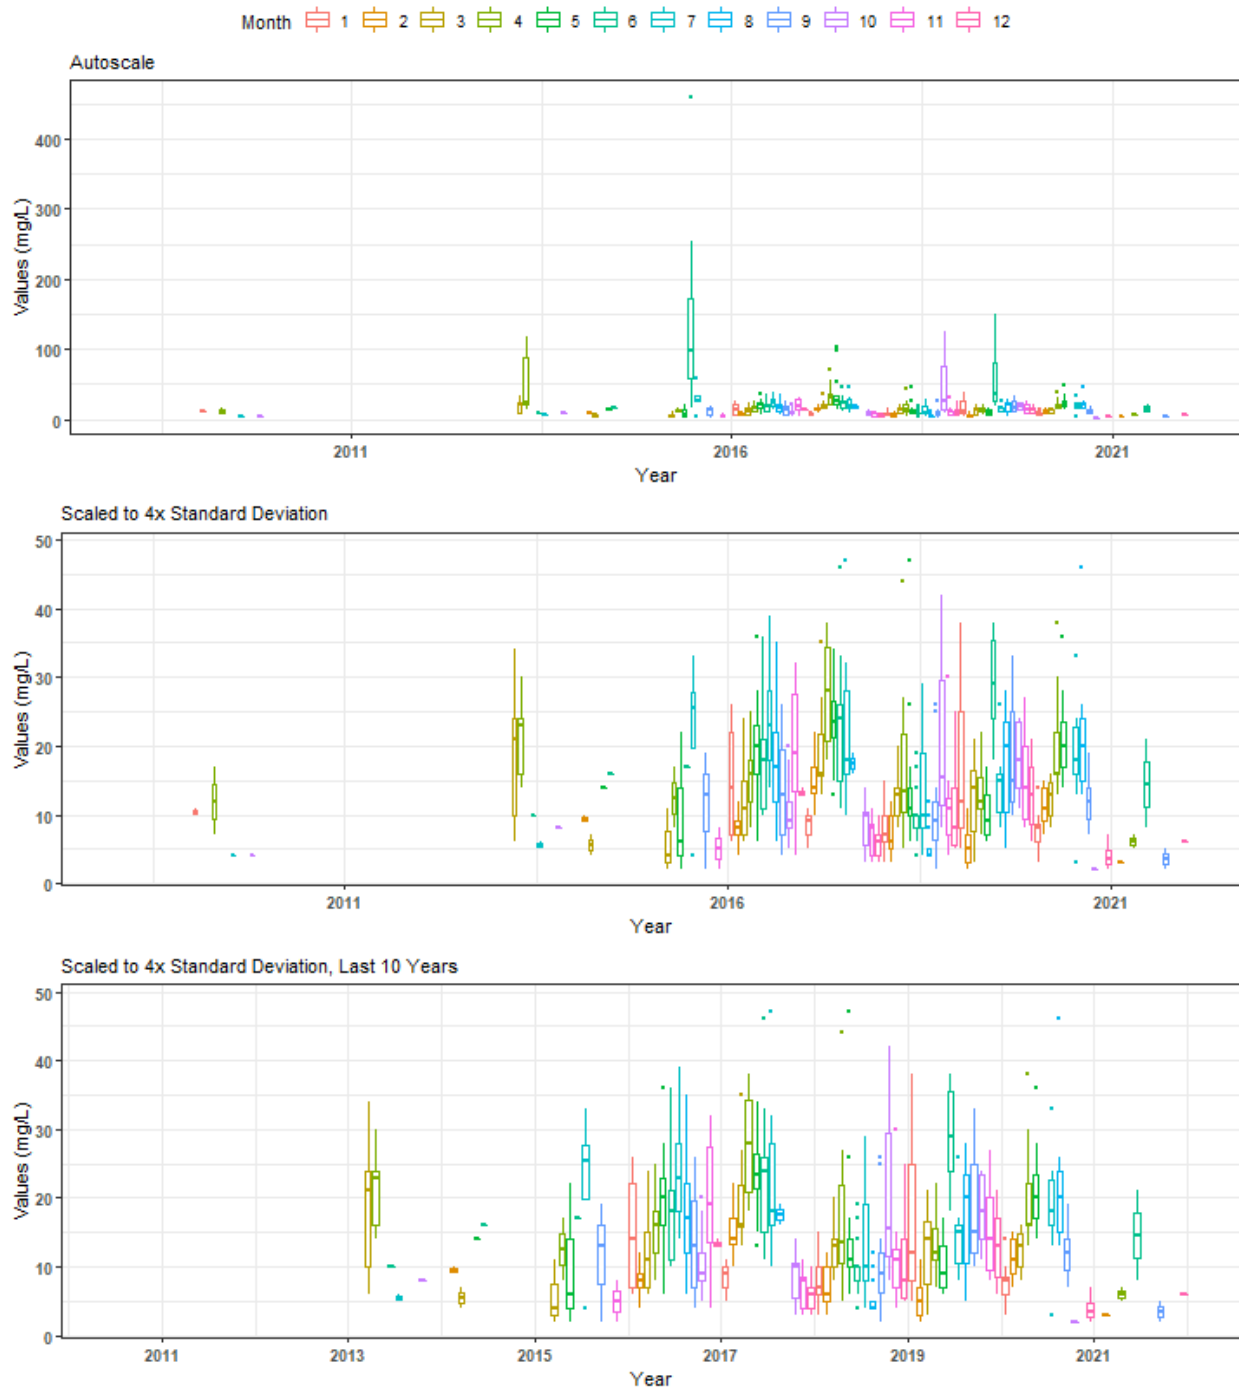 Month 1 2 3 4 5 6 7 8 9 10 11 12
Autoscale
Values (mg/L)
400
300
200
100
0
2011 2016 2021
Year
Scaled to 4x Standard Deviation
Values (mg/L)
50
40
30
20
10
0
2011 2016 2021
Year
Scaled to 4x Standard Deviation, Last 10 Years
Values (mg/L)
50
40
30
20
10
0
2011 2013 2015 2017 2019 2021
Year